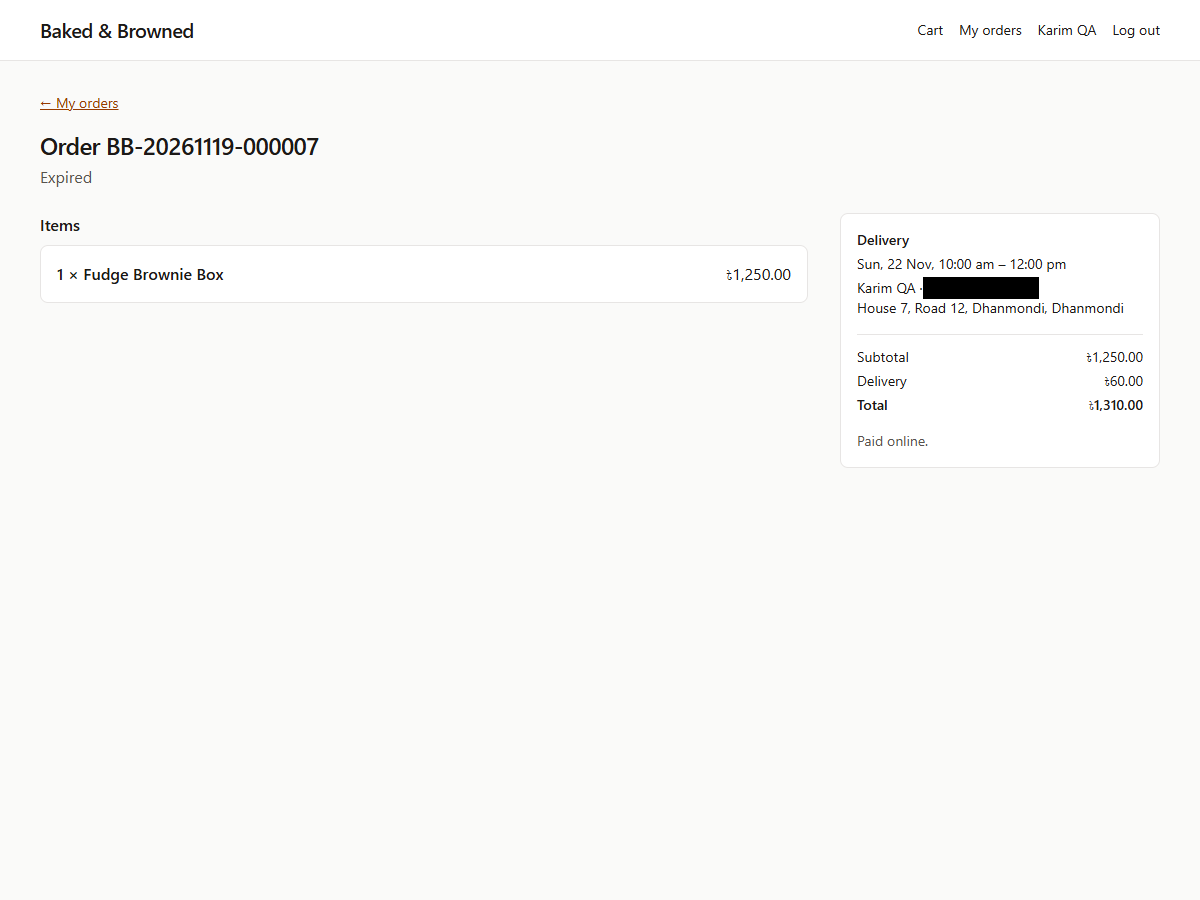 Baked & Browned
Cart My orders Karim QA Log out
← My orders
Order BB-20261119-000007
Expired
Items
1 × Fudge Brownie Box ৳1,250.00
Delivery
Sun, 22 Nov, 10:00 am – 12:00 pm
Karim QA ·
House 7, Road 12, Dhanmondi, Dhanmondi
Subtotal ৳1,250.00
Delivery ৳60.00
Total ৳1,310.00
Paid online.